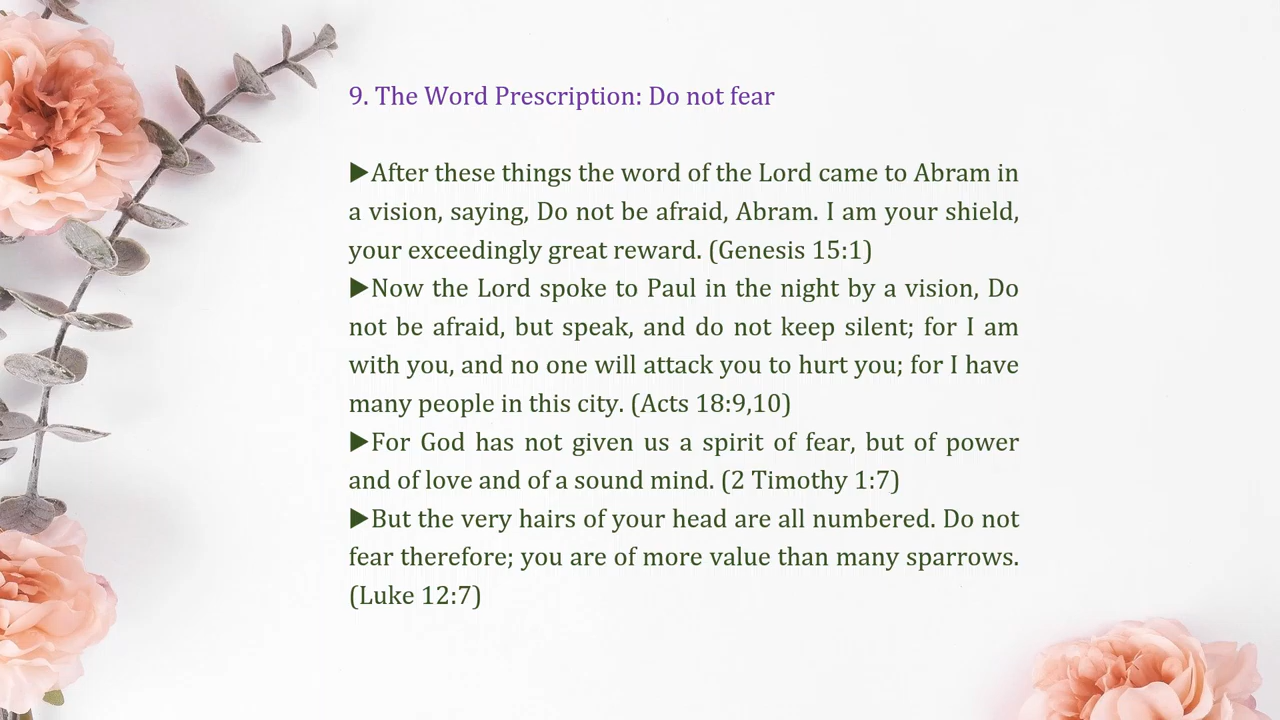 9. The Word Prescription: Do not fear
▶After these things the word of the Lord came to Abram in
a vision, saying, Do not be afraid, Abram. I am your shield,
your exceedingly great reward. (Genesis 15:1)
▶Now the Lord spoke to Paul in the night by a vision, Do
not be afraid, but speak, and do not keep silent; for I am
with you, and no one will attack you to hurt you; for I have
many people in this city. (Acts 18:9,10)
▶For God has not given us a spirit of fear, but of power
and of love and of a sound mind. (2 Timothy 1:7)
▶But the very hairs of your head are all numbered. Do not
fear therefore; you are of more value than many sparrows.
(Luke 12:7)